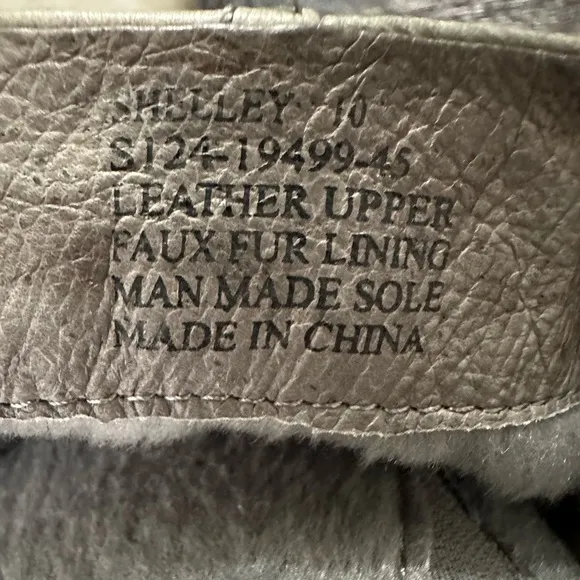 SHELLEY 10
S124-19499-45
LEATHER UPPER
FAUX FUR LINING
MAN MADE SOLE
MADE IN CHINA